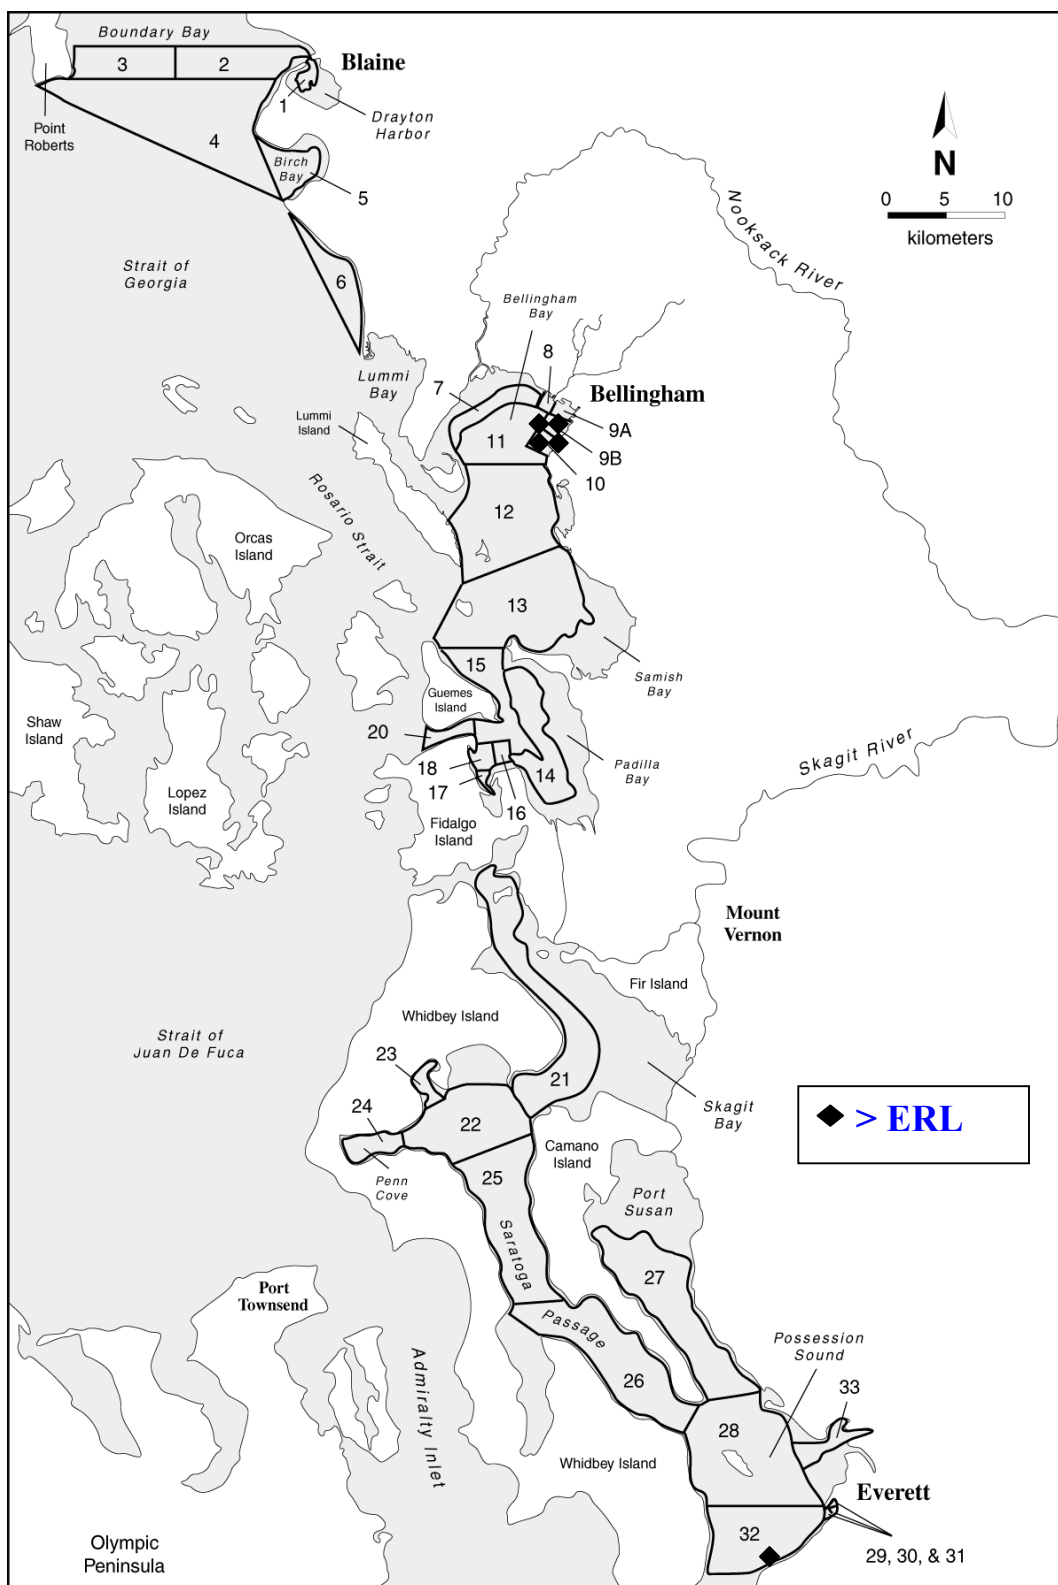 Boundary Bay
3
2
Blaine
1
Drayton
Harbor
Point
Roberts
4
Birch
Bay
5
N
0 5 10
kilometers
Nooksack River
Strait of
Georgia
6
Bellingham
Bay
8
Lummi
Bay
7
Bellingham
Lummi
Island
11
9A
9B
10
Rosario Strait
12
Orcas
Island
13
15
Samish
Bay
Guemes
Island
Shaw
Island
20
Skagit River
18
14
Padilla
Bay
17
Lopez
Island
16
Fidalgo
Island
Mount
Vernon
Fir Island
Whidbey Island
Strait of
Juan De Fuca
23
21
24
22
Skagit
Bay
> ERL
Camano
Island
25
Penn
Cove
Port
Susan
Saratoga
27
Port
Townsend
Passage
Possession
Sound
26
33
Admiralty Inlet
28
Whidbey Island
Everett
32
Olympic
Peninsula
29, 30, & 31